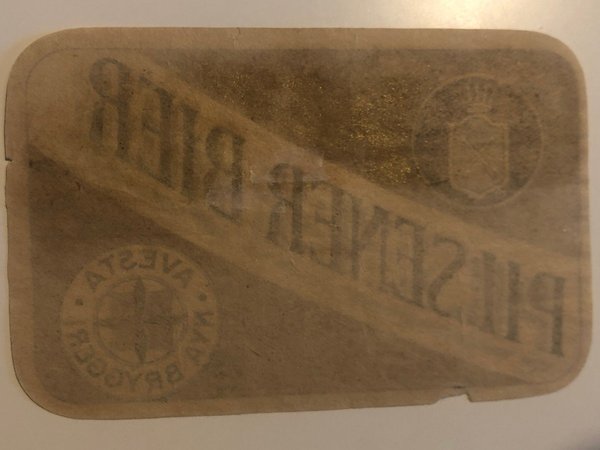 PILSENER BIER
AVESTA
NYA BRYGGERI